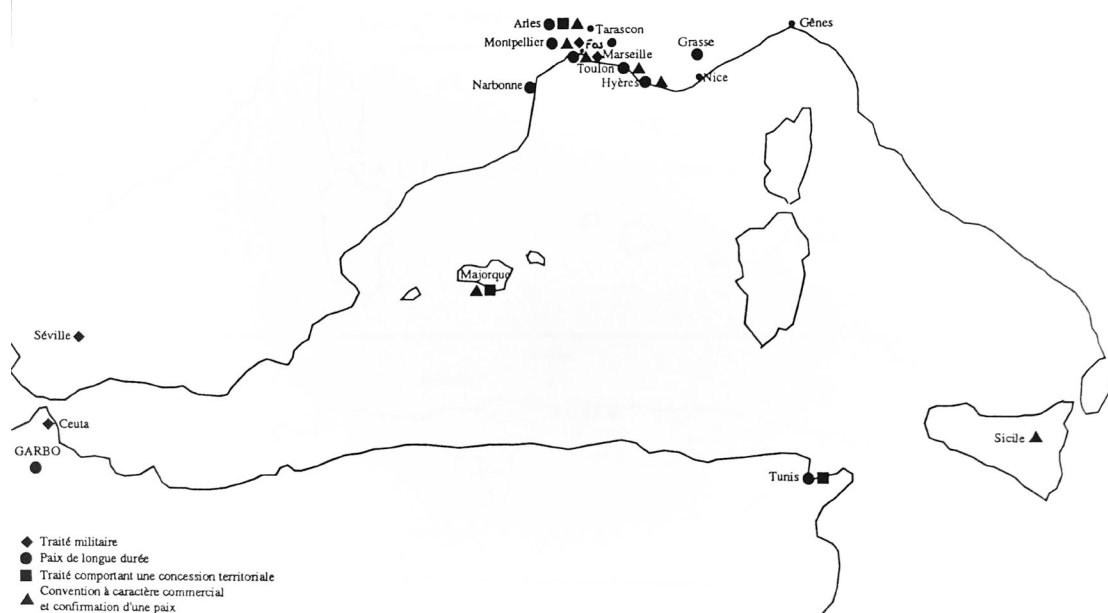 Arles
Tarascon
Gênes
Montpellier
Fos
Marseille
Grasse
Toulon
Narbonne
Hyères
Nice
Majorque
Séville
Ceuta
GARBO
Sicile
Tunis
Traité militaire
Paix de longue durée
Traité comportant une concession territoriale
Convention à caractère commercial
et confirmation d'une paix